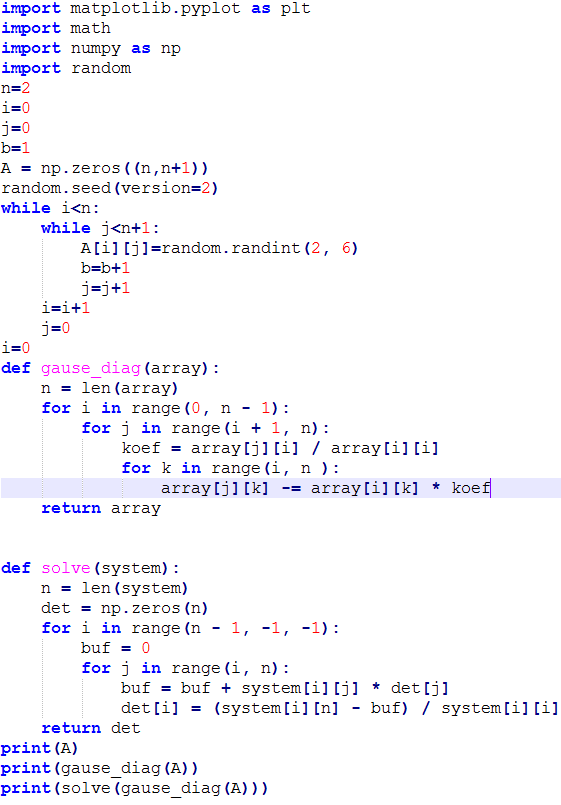 import matplotlib.pyplot as plt
import math
import numpy as np
import random
n=2
i=0
j=0
b=1
A = np.zeros((n,n+1))
random.seed(version=2)
while i<n:
    while j<n+1:
        A[i][j]=random.randint(2, 6)
        b=b+1
        j=j+1
    i=i+1
    j=0
i=0
def gause_diag(array):
    n = len(array)
    for i in range(0, n - 1):
        for j in range(i + 1, n):
            koef = array[j][i] / array[i][i]
            for k in range(i, n ):
                array[j][k] -= array[i][k] * koef
    return array
def solve(system):
    n = len(system)
    det = np.zeros(n)
    for i in range(n - 1, -1, -1):
        buf = 0
        for j in range(i, n):
            buf = buf + system[i][j] * det[j]
            det[i] = (system[i][n] - buf) / system[i][i]
    return det
print(A)
print(gause_diag(A))
print(solve(gause_diag(A)))